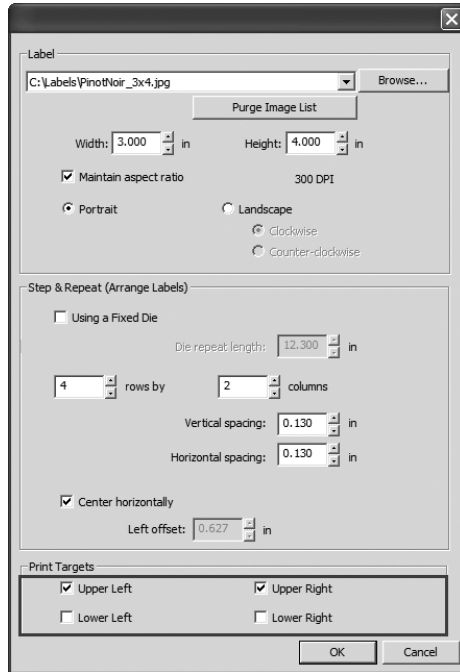 Label
C:\Labels\PinotNoir_3x4.jpg Browse...
Purge Image List
Width: 3.000 in Height: 4.000 in
Maintain aspect ratio 300 DPI
Portrait Landscape
Clockwise
Counter-clockwise
Step & Repeat (Arrange Labels)
Using a Fixed Die
Die repeat length: 12.300 in
4 rows by 2 columns
Vertical spacing: 0.130 in
Horizontal spacing: 0.130 in
Center horizontally
Left offset: 0.627 in
Print Targets
Upper Left Upper Right
Lower Left Lower Right
OK Cancel